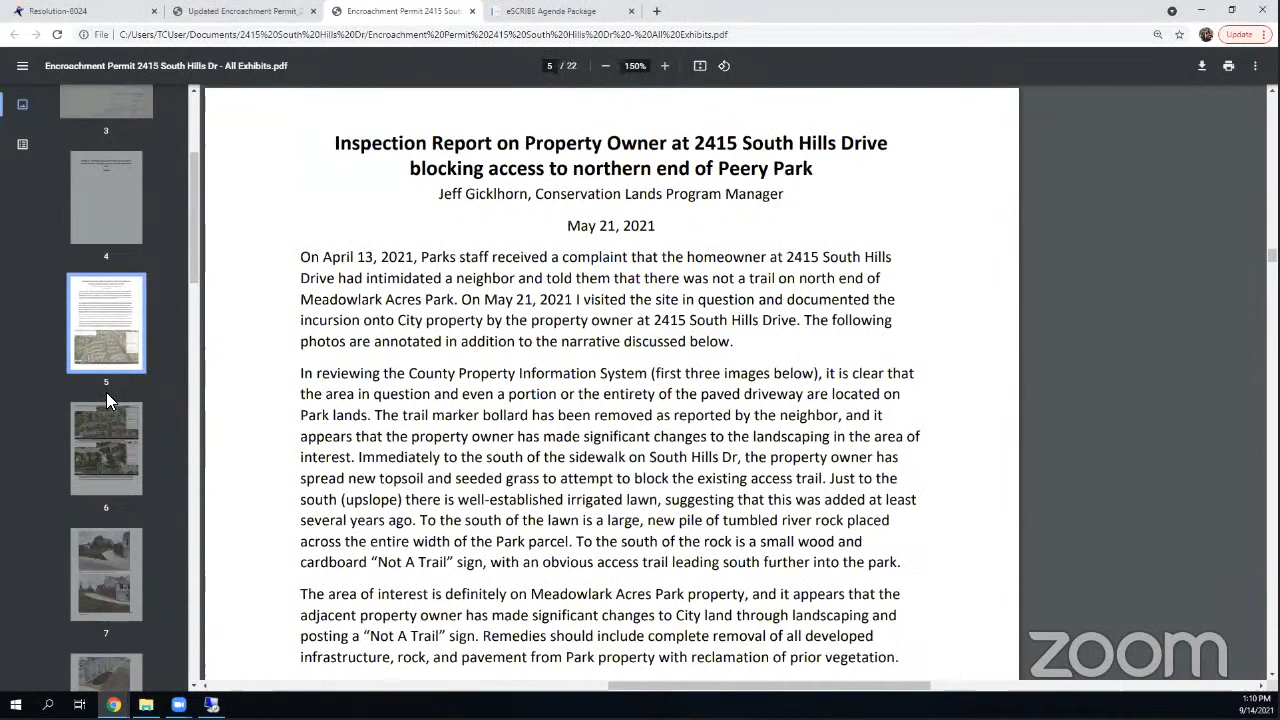 Resolution-8024
Updated Encroachment Permit_
Encroachment Permit 2415 Sout
eSCRIBE Agenda Package
File
C:/Users/TCUser/Documents/2415%20South%20Hills%20Dr/Encroachment%20Permit%202415%20South%20Hills%20Dr%20-%20All%20Exhibits.pdf
Update
Encroachment Permit 2415 South Hills Dr - All Exhibits.pdf
5 / 22
150%
3
4
5
6
7
Inspection Report on Property Owner at 2415 South Hills Drive
blocking access to northern end of Peery Park
Jeff Gicklhorn, Conservation Lands Program Manager
May 21, 2021
On April 13, 2021, Parks staff received a complaint that the homeowner at 2415 South Hills
Drive had intimidated a neighbor and told them that there was not a trail on north end of
Meadowlark Acres Park. On May 21, 2021 I visited the site in question and documented the
incursion onto City property by the property owner at 2415 South Hills Drive. The following
photos are annotated in addition to the narrative discussed below.
In reviewing the County Property Information System (first three images below), it is clear that
the area in question and even a portion or the entirety of the paved driveway are located on
Park lands. The trail marker bollard has been removed as reported by the neighbor, and it
appears that the property owner has made significant changes to the landscaping in the area of
interest. Immediately to the south of the sidewalk on South Hills Dr, the property owner has
spread new topsoil and seeded grass to attempt to block the existing access trail. Just to the
south (upslope) there is well-established irrigated lawn, suggesting that this was added at least
several years ago. To the south of the lawn is a large, new pile of tumbled river rock placed
across the entire width of the Park parcel. To the south of the rock is a small wood and
cardboard “Not A Trail” sign, with an obvious access trail leading south further into the park.
The area of interest is definitely on Meadowlark Acres Park property, and it appears that the
adjacent property owner has made significant changes to City land through landscaping and
posting a “Not A Trail” sign. Remedies should include complete removal of all developed
infrastructure, rock, and pavement from Park property with reclamation of prior vegetation.
zoom
1:10 PM
9/14/2021